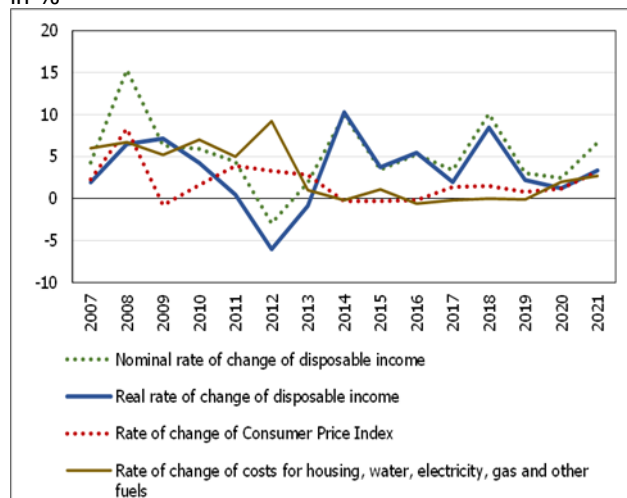 in %
20
15
10
5
0
-5
-10
2007 2008 2009 2010 2011 2012 2013 2014 2015 2016 2017 2018 2019 2020 2021
Nominal rate of change of disposable income
Real rate of change of disposable income
Rate of change of Consumer Price Index
Rate of change of costs for housing, water, electricity, gas and other
fuels